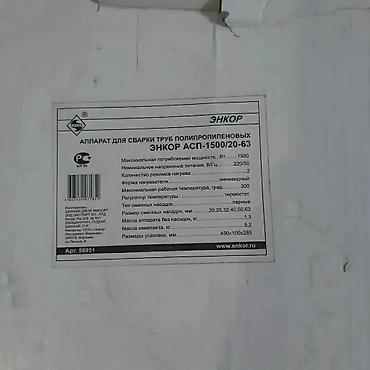 ЭНКОР
АППАРАТ ДЛЯ СВАРКИ ТРУБ ПОЛИПРОПИЛЕНОВЫХ
ЭНКОР АСП-1500/20-63
Максимальная потребляемая мощность, Вт 1500
Номинальное напряжение питания, В/Гц 220/50
Количество режимов нагрева 2
Форма нагревателя мечевидный
Максимальная рабочая температура, град. 300
Регулятор температуры термостат
Тип сменных насадок парные
Размер сменных насадок, мм 20,25,32,40,50,63
Масса аппарата без насадок, кг 1,3
Масса комплекта, кг 5,2
Размеры упаковки, мм 450х100х285
Арт. 56951
www.enkor.ru